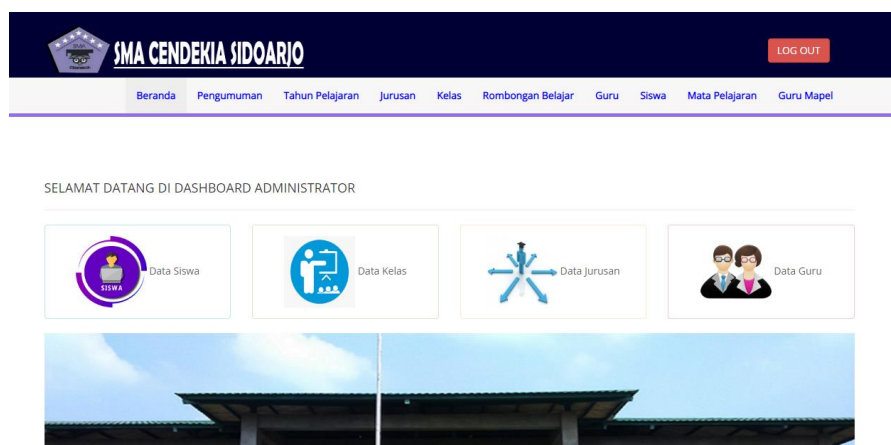 SMA
SMA CENDEKIA SIDOARJO
LOG OUT
Beranda Pengumuman Tahun Pelajaran Jurusan Kelas Rombongan Belajar Guru Siswa Mata Pelajaran Guru Mapel
SELAMAT DATANG DI DASHBOARD ADMINISTRATOR
SISWA
Data Siswa
Data Kelas
Data Jurusan
Data Guru